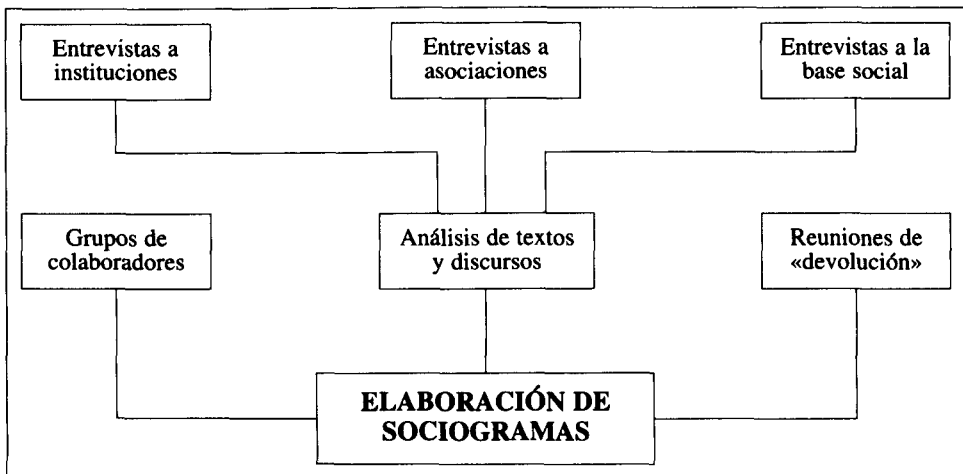 Entrevistas a
instituciones
Entrevistas a
asociaciones
Entrevistas a la
base social
Grupos de
colaboradores
Análisis de textos
y discursos
Reuniones de
«devolución»
ELABORACIÓN DE
SOCIOGRAMAS